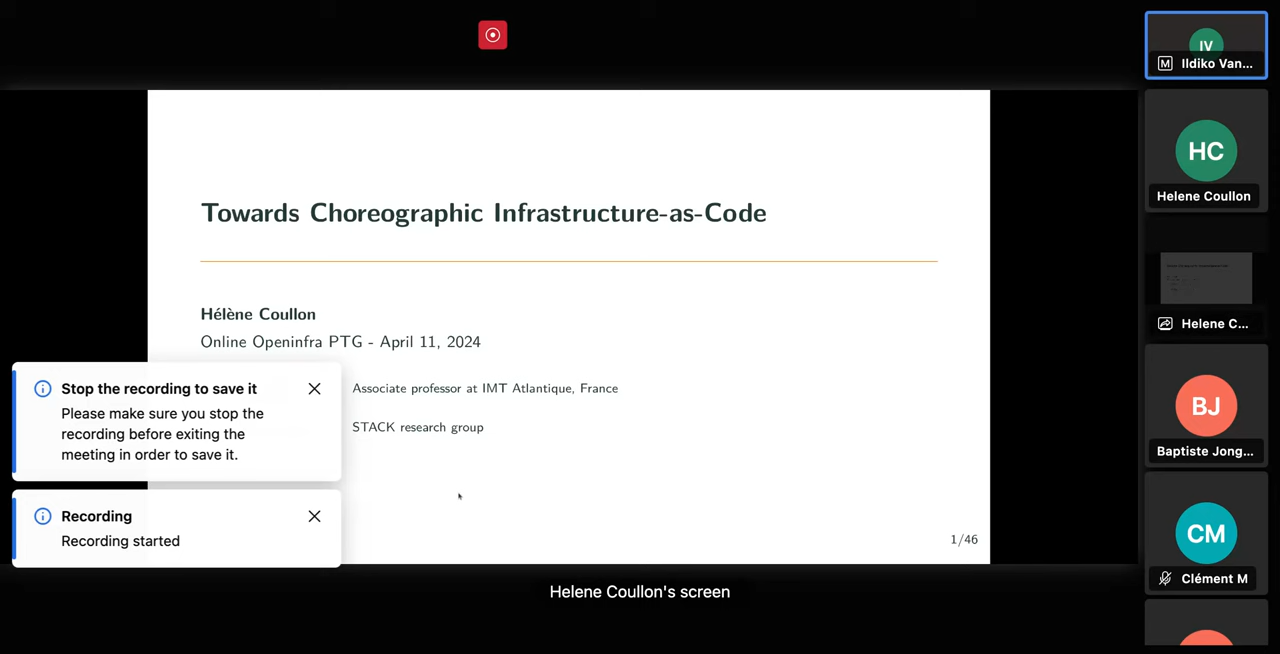 Towards Choreographic Infrastructure-as-Code
Hélène Coullon
Online Openinfra PTG - April 11, 2024
Associate professor at IMT Atlantique, France
STACK research group
1/46
Stop the recording to save it
Please make sure you stop the
recording before exiting the
meeting in order to save it.
Recording
Recording started
Helene Coullon's screen
IV
M Ildiko Van...
HC
Helene Coullon
Helene C...
BJ
Baptiste Jong...
CM
Clément M